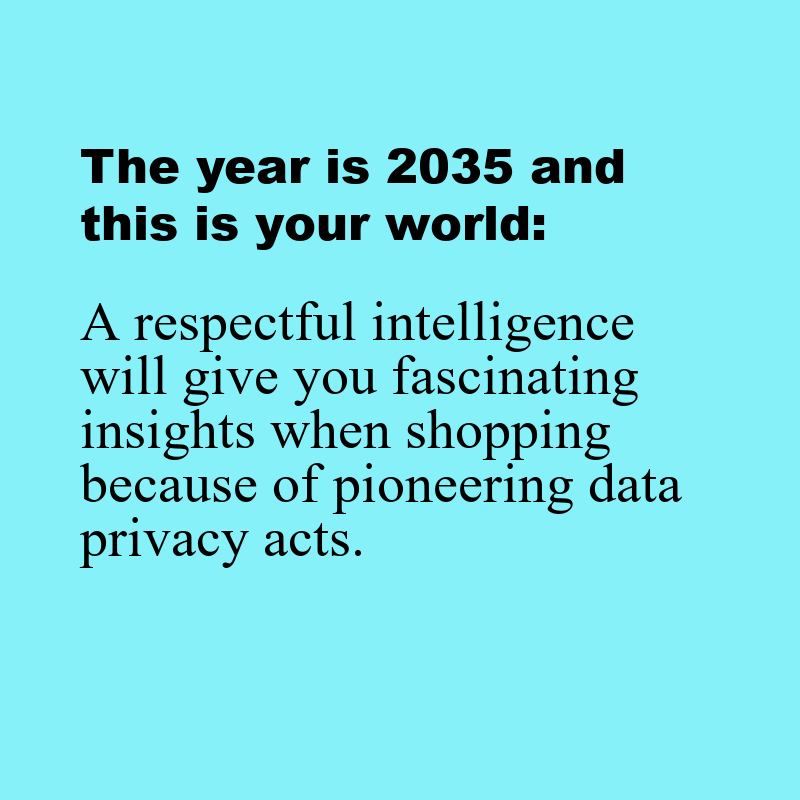 The year is 2035 and
this is your world:
A respectful intelligence
will give you fascinating
insights when shopping
because of pioneering data
privacy acts.